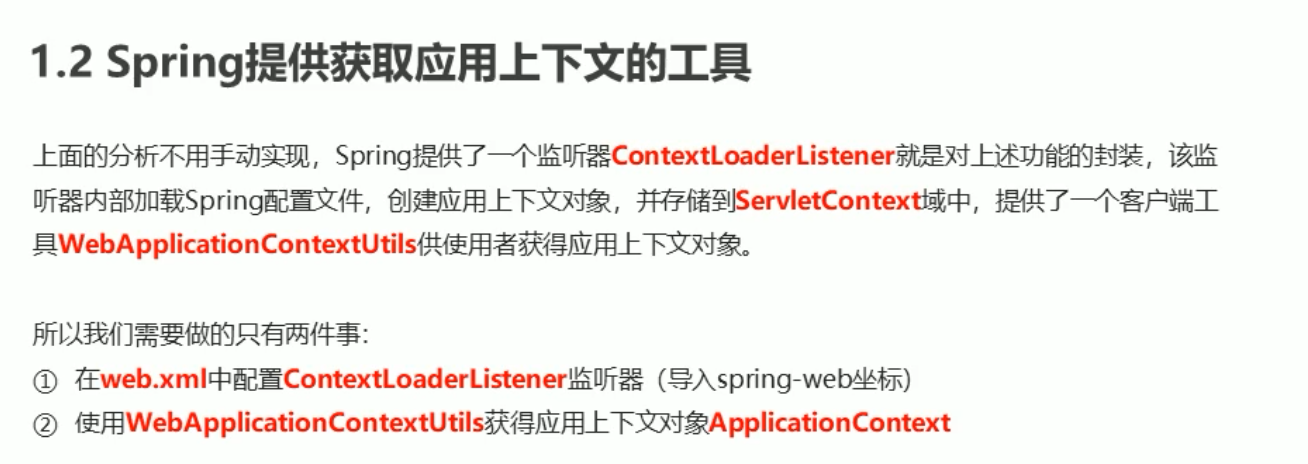 1.2 Spring提供获取应用上下文的工具
上面的分析不用手动实现，Spring提供了一个监听器ContextLoaderListener就是对上述功能的封装，该监
听器内部加载Spring配置文件，创建应用上下文对象，并存储到ServletContext域中，提供了一个客户端工
具WebApplicationContextUtils供使用者获得应用上下文对象。
所以我们需要做的只有两件事：
① 在web.xml中配置ContextLoaderListener监听器（导入spring-web坐标）
② 使用WebApplicationContextUtils获得应用上下文对象ApplicationContext